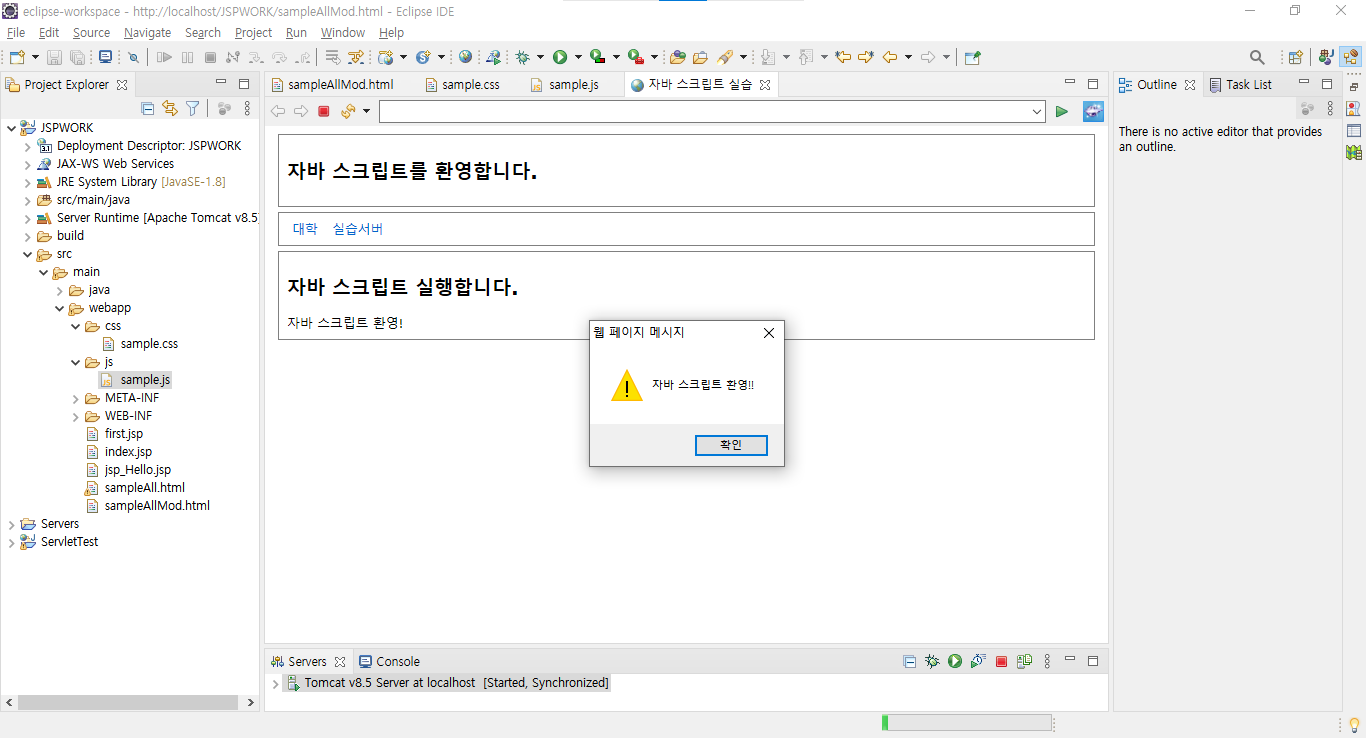 eclipse-workspace - http://localhost/JSPWORK/sampleAllMod.html - Eclipse IDE
File Edit Source Navigate Search Project Run Window Help
Project Explorer
sampleAllMod.html sample.css sample.js 자바 스크립트 실습
Outline Task List
JSPWORK
Deployment Descriptor: JSPWORK
JAX-WS Web Services
JRE System Library [JavaSE-1.8]
src/main/java
Server Runtime [Apache Tomcat v8.5]
build
src
main
java
webapp
css
sample.css
js
sample.js
META-INF
WEB-INF
first.jsp
index.jsp
jsp_Hello.jsp
sampleAll.html
sampleAllMod.html
Servers
ServletTest
자바 스크립트를 환영합니다.
대학 실습서버
자바 스크립트 실행합니다.
자바 스크립트 환영!
웹 페이지 메시지
자바 스크립트 환영!!
확인
There is no active editor that provides
an outline.
Servers Console
Tomcat v8.5 Server at localhost [Started, Synchronized]